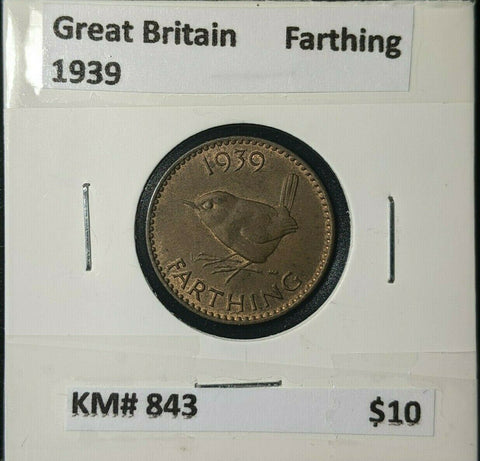 Great Britain Farthing
1939
1939
FARTHING
KM# 843 $10